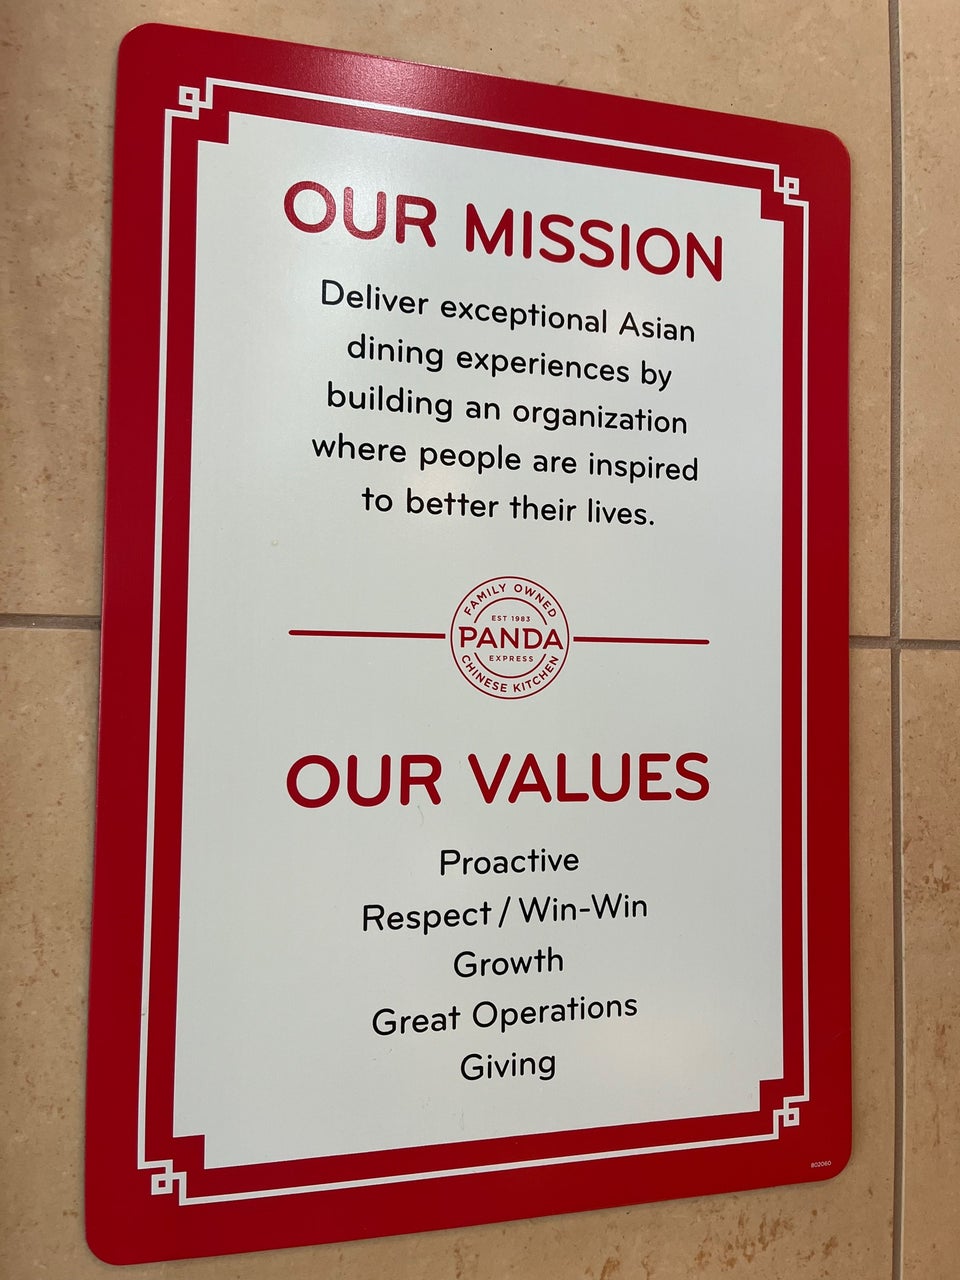 OUR MISSION
Deliver exceptional Asian
dining experiences by
building an organization
where people are inspired
to better their lives.
FAMILY OWNED
EST 1983
PANDA
EXPRESS
CHINESE KITCHEN
OUR VALUES
Proactive
Respect / Win-Win
Growth
Great Operations
Giving
802060